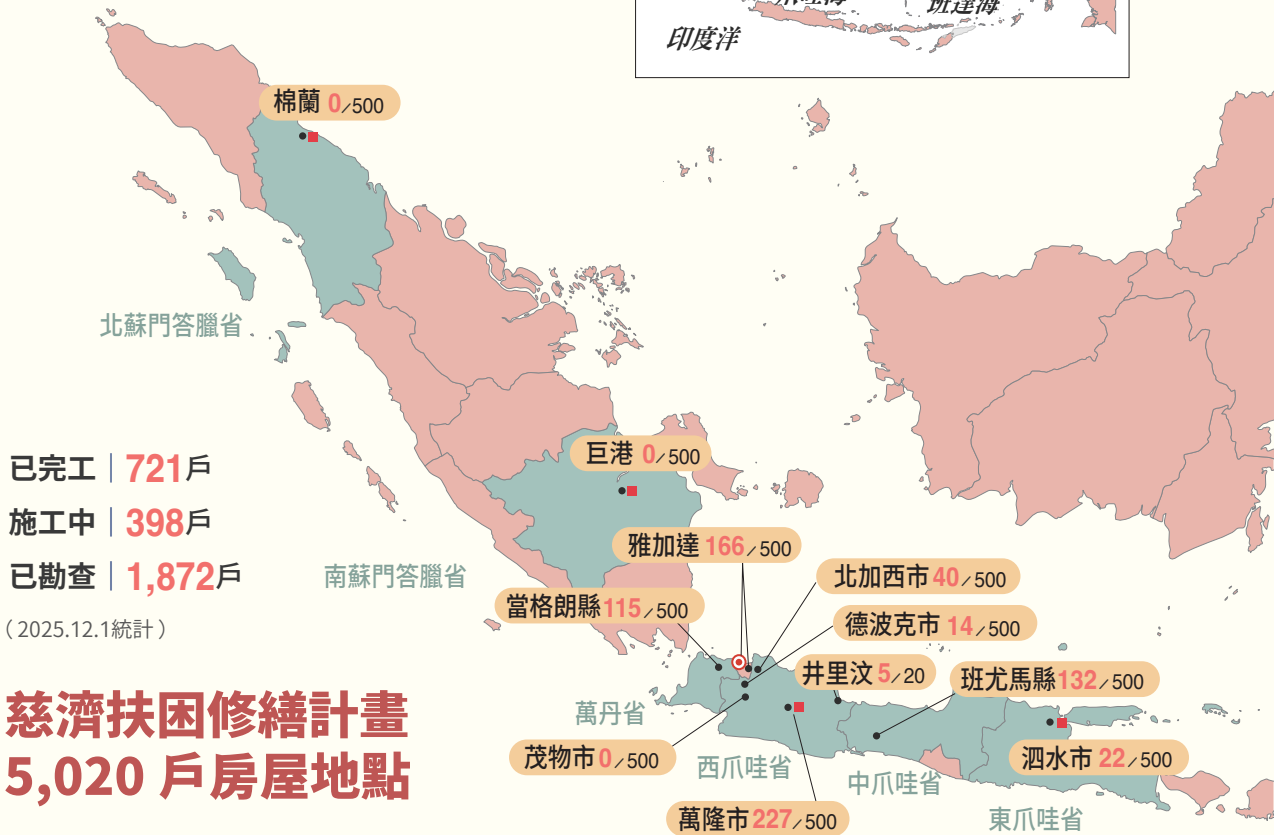 班達海
印度洋
棉蘭 0/500
北蘇門答臘省
巨港 0/500
已完工｜721戶
施工中｜398戶
已勘查｜1,872戶
（2025.12.1統計）
南蘇門答臘省
雅加達 166/500
北加西市 40/500
當格朗縣 115/500
德波克市 14/500
井里汶 5/20
班尤馬縣 132/500
萬丹省
茂物市 0/500
西爪哇省
中爪哇省
泗水市 22/500
萬隆市 227/500
東爪哇省
慈濟扶困修繕計畫
5,020 戶房屋地點